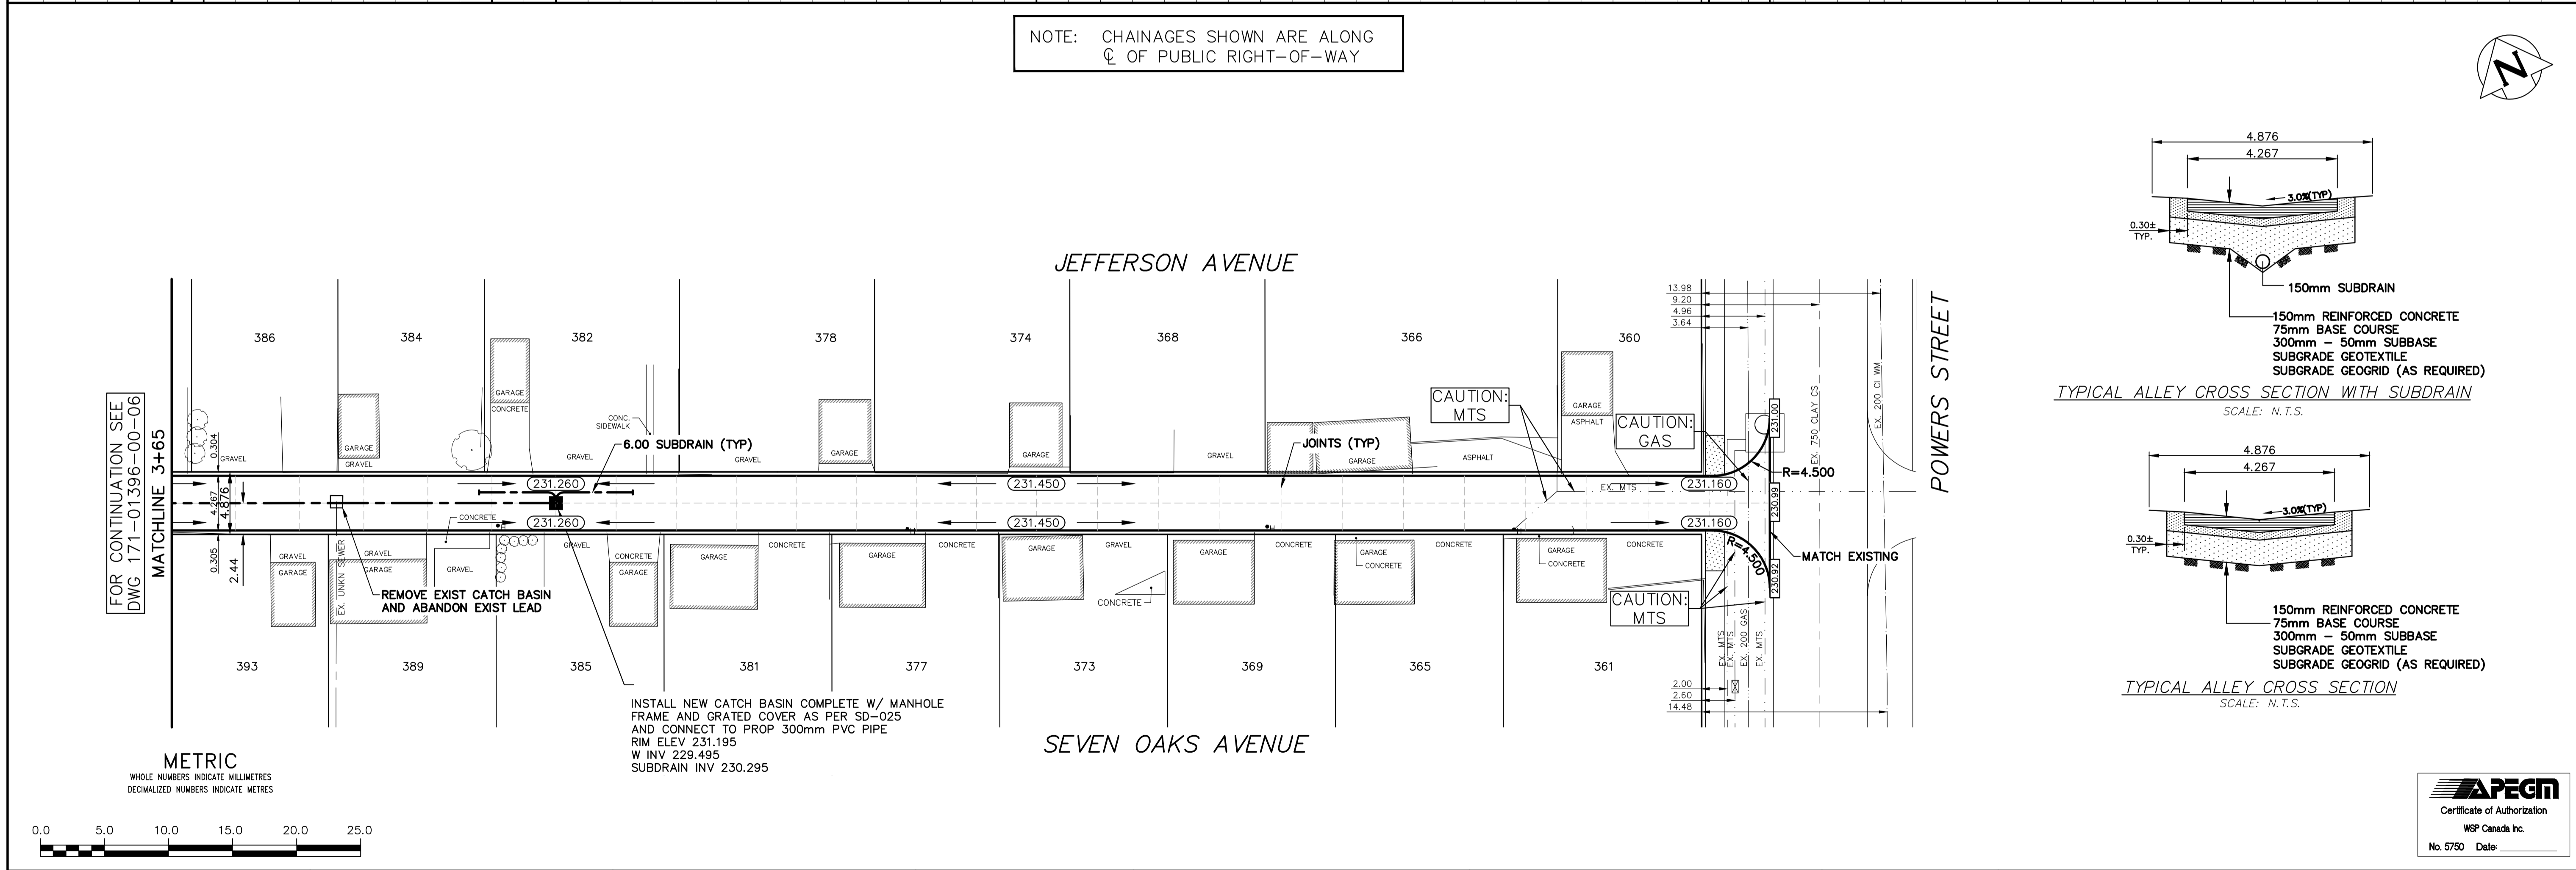 NOTE: CHAINAGES SHOWN ARE ALONG
℄ OF PUBLIC RIGHT-OF-WAY
N
JEFFERSON AVENUE
386
384
382
378
374
368
366
360
FOR CONTINUATION SEE
DWG 171-01396-00-06
MATCHLINE 3+65
0.304
4.267
4.876
0.305
2.44
GRAVEL
GARAGE
GRAVEL
GARAGE
CONCRETE
GRAVEL
CONC.
SIDEWALK
6.00 SUBDRAIN (TYP)
GRAVEL
GARAGE
GARAGE
GRAVEL
JOINTS (TYP)
GARAGE
ASPHALT
CAUTION:
MTS
GARAGE
ASPHALT
CAUTION:
GAS
EX. MTS
231.260
231.450
231.160
231.260
231.450
231.160
13.98
9.20
4.96
3.64
EX. 750 CLAY CS
EX. 200 CI WM
POWERS STREET
231.00
R=4.500
230.99
MATCH EXISTING
R=4.500
230.92
CONCRETE
GRAVEL
GARAGE
EX. UNKN SEWER
GRAVEL
GARAGE
GRAVEL
REMOVE EXIST CATCH BASIN
AND ABANDON EXIST LEAD
GRAVEL
CONCRETE
GARAGE
GARAGE
CONCRETE
GARAGE
CONCRETE
GARAGE
GRAVEL
CONCRETE
GARAGE
CONCRETE
GARAGE
CONCRETE
CONCRETE
GARAGE
CONCRETE
CONCRETE
CAUTION:
MTS
EX. MTS
EX. MTS
EX. 200 GAS
EX. MTS
393
389
385
381
377
373
369
365
361
2.00
2.60
14.48
INSTALL NEW CATCH BASIN COMPLETE W/ MANHOLE
FRAME AND GRATED COVER AS PER SD-025
AND CONNECT TO PROP 300mm PVC PIPE
RIM ELEV 231.195
W INV 229.495
SUBDRAIN INV 230.295
SEVEN OAKS AVENUE
METRIC
WHOLE NUMBERS INDICATE MILLIMETRES
DECIMALIZED NUMBERS INDICATE METRES
0.0 5.0 10.0 15.0 20.0 25.0
4.876
4.267
3.0%(TYP)
0.30±
TYP.
150mm SUBDRAIN
150mm REINFORCED CONCRETE
75mm BASE COURSE
300mm - 50mm SUBBASE
SUBGRADE GEOTEXTILE
SUBGRADE GEOGRID (AS REQUIRED)
TYPICAL ALLEY CROSS SECTION WITH SUBDRAIN
SCALE: N.T.S.
4.876
4.267
3.0%(TYP)
0.30±
TYP.
150mm REINFORCED CONCRETE
75mm BASE COURSE
300mm - 50mm SUBBASE
SUBGRADE GEOTEXTILE
SUBGRADE GEOGRID (AS REQUIRED)
TYPICAL ALLEY CROSS SECTION
SCALE: N.T.S.
APEGM
Certificate of Authorization
WSP Canada Inc.
No. 5750 Date: